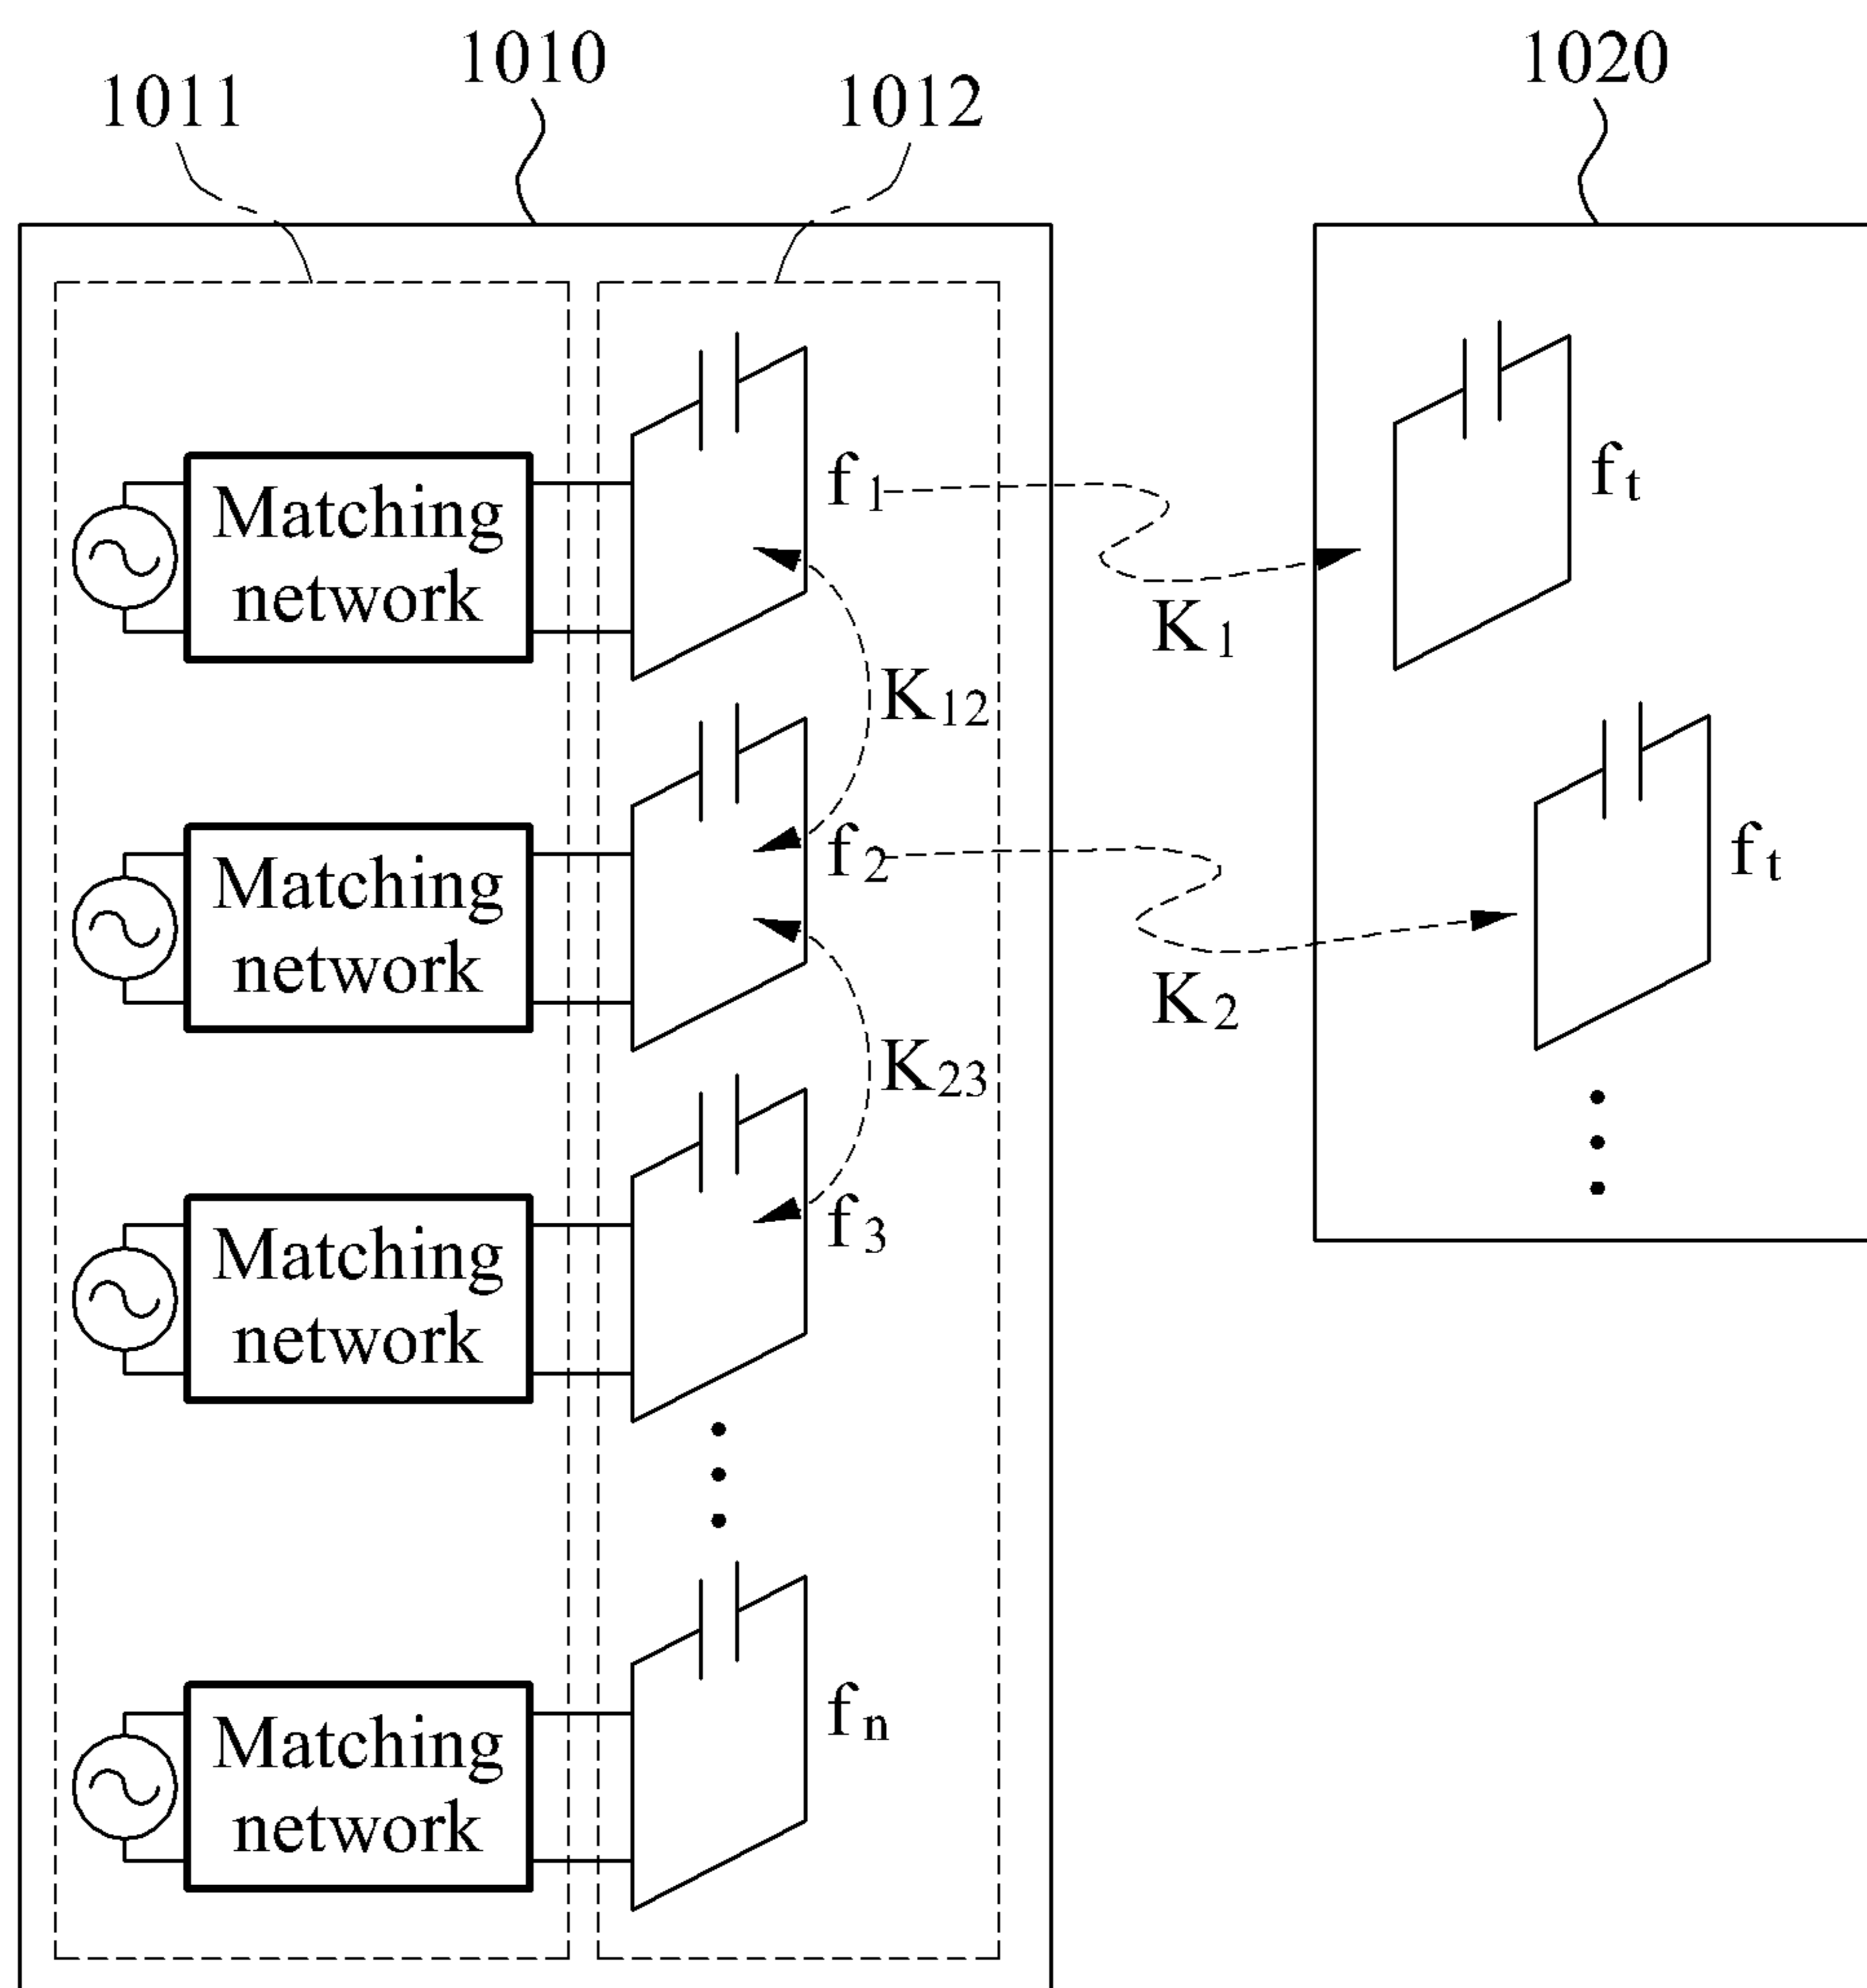 1010
1020
1011
1012
Matching
network
f1
ft
K1
K12
Matching
network
f2
ft
K2
K23
Matching
network
f3
Matching
network
fn